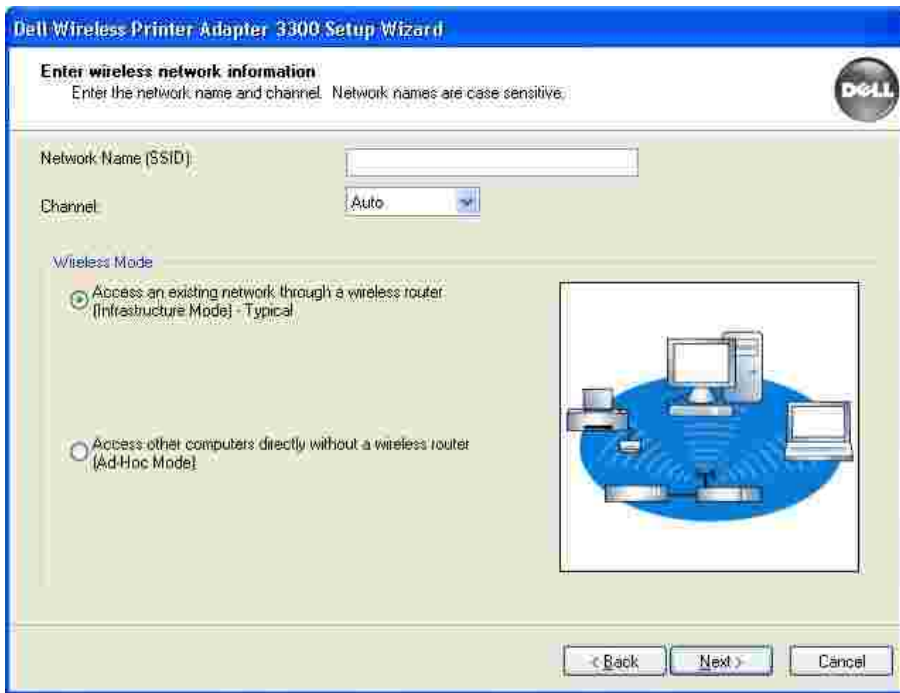 Dell Wireless Printer Adapter 3300 Setup Wizard
Enter wireless network information
Enter the network name and channel. Network names are case sensitive.
DELL
Network Name (SSID):
Channel:
Auto
Wireless Mode
Access an existing network through a wireless router
(Infrastructure Mode) - Typical
Access other computers directly without a wireless router
(Ad-Hoc Mode)
< Back
Next >
Cancel